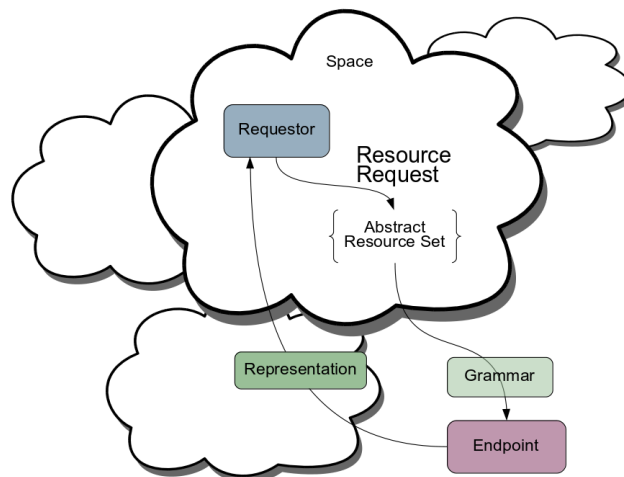 Space
Requestor
Resource
Request
Abstract
Resource Set
Representation
Grammar
Endpoint